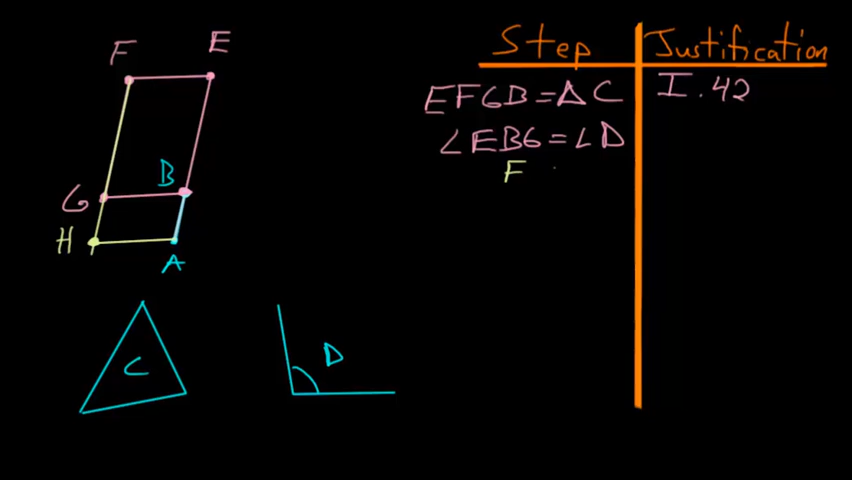 F E
Step Justification
EFGB=ΔC I.42
∠EBG=∠D
F
B
G
H
A
C
D